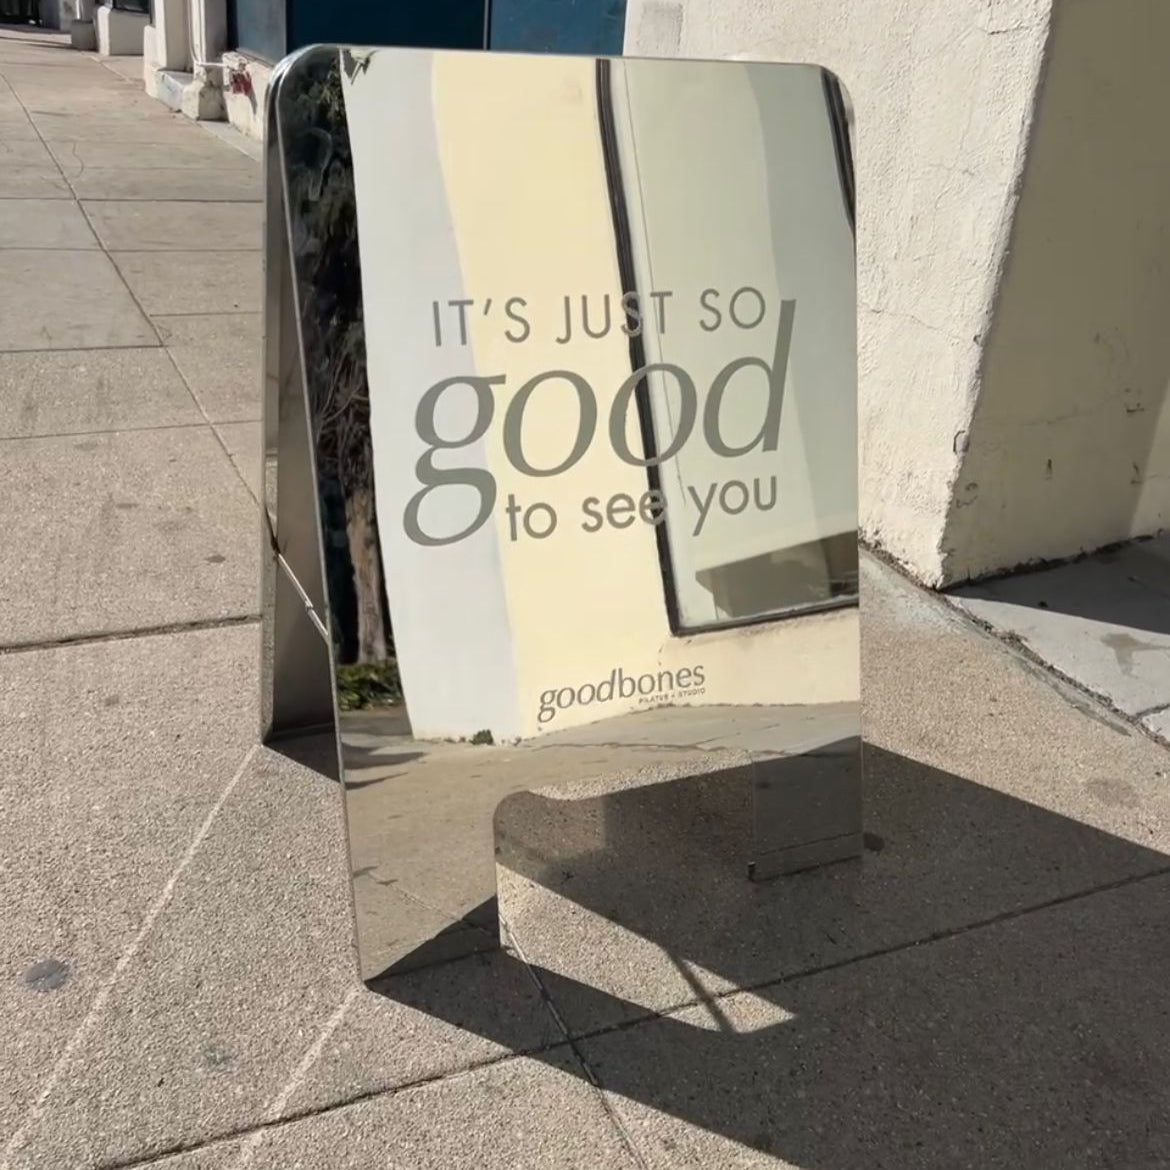 IT'S JUST SO
good
to see you
goodbones
PILATES + STUDIO